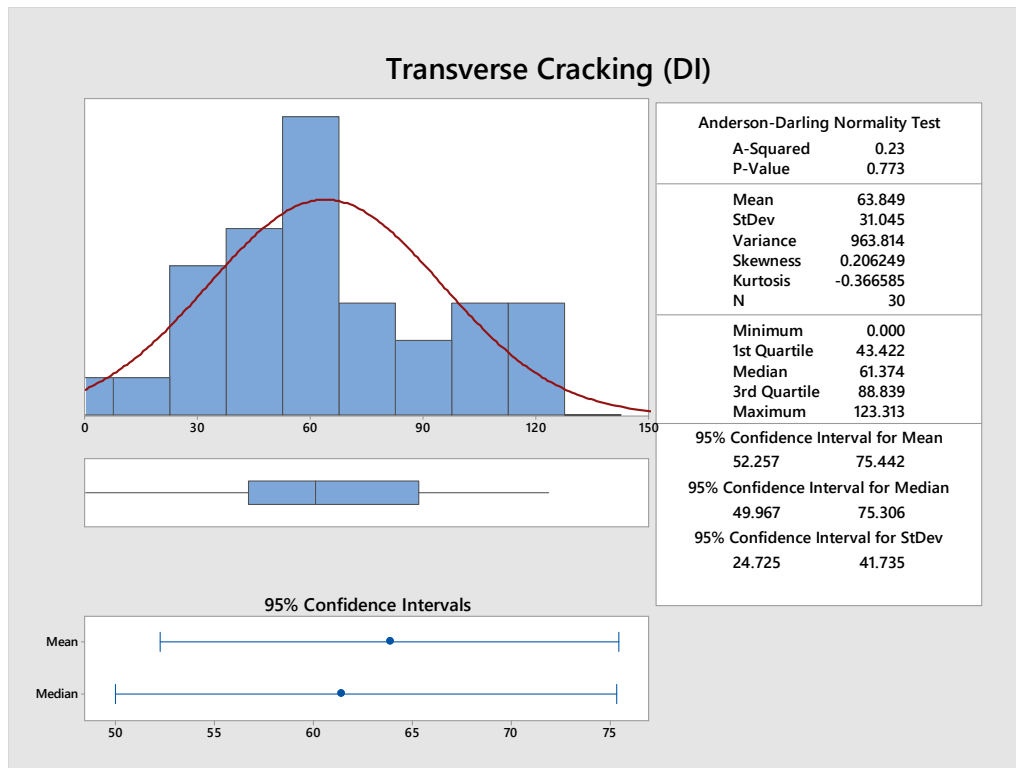 Transverse Cracking (DI)
0 30 60 90 120 150
Anderson-Darling Normality Test
A-Squared 0.23
P-Value 0.773
Mean 63.849
StDev 31.045
Variance 963.814
Skewness 0.206249
Kurtosis -0.366585
N 30
Minimum 0.000
1st Quartile 43.422
Median 61.374
3rd Quartile 88.839
Maximum 123.313
95% Confidence Interval for Mean
52.257 75.442
95% Confidence Interval for Median
49.967 75.306
95% Confidence Interval for StDev
24.725 41.735
95% Confidence Intervals
Mean
Median
50 55 60 65 70 75